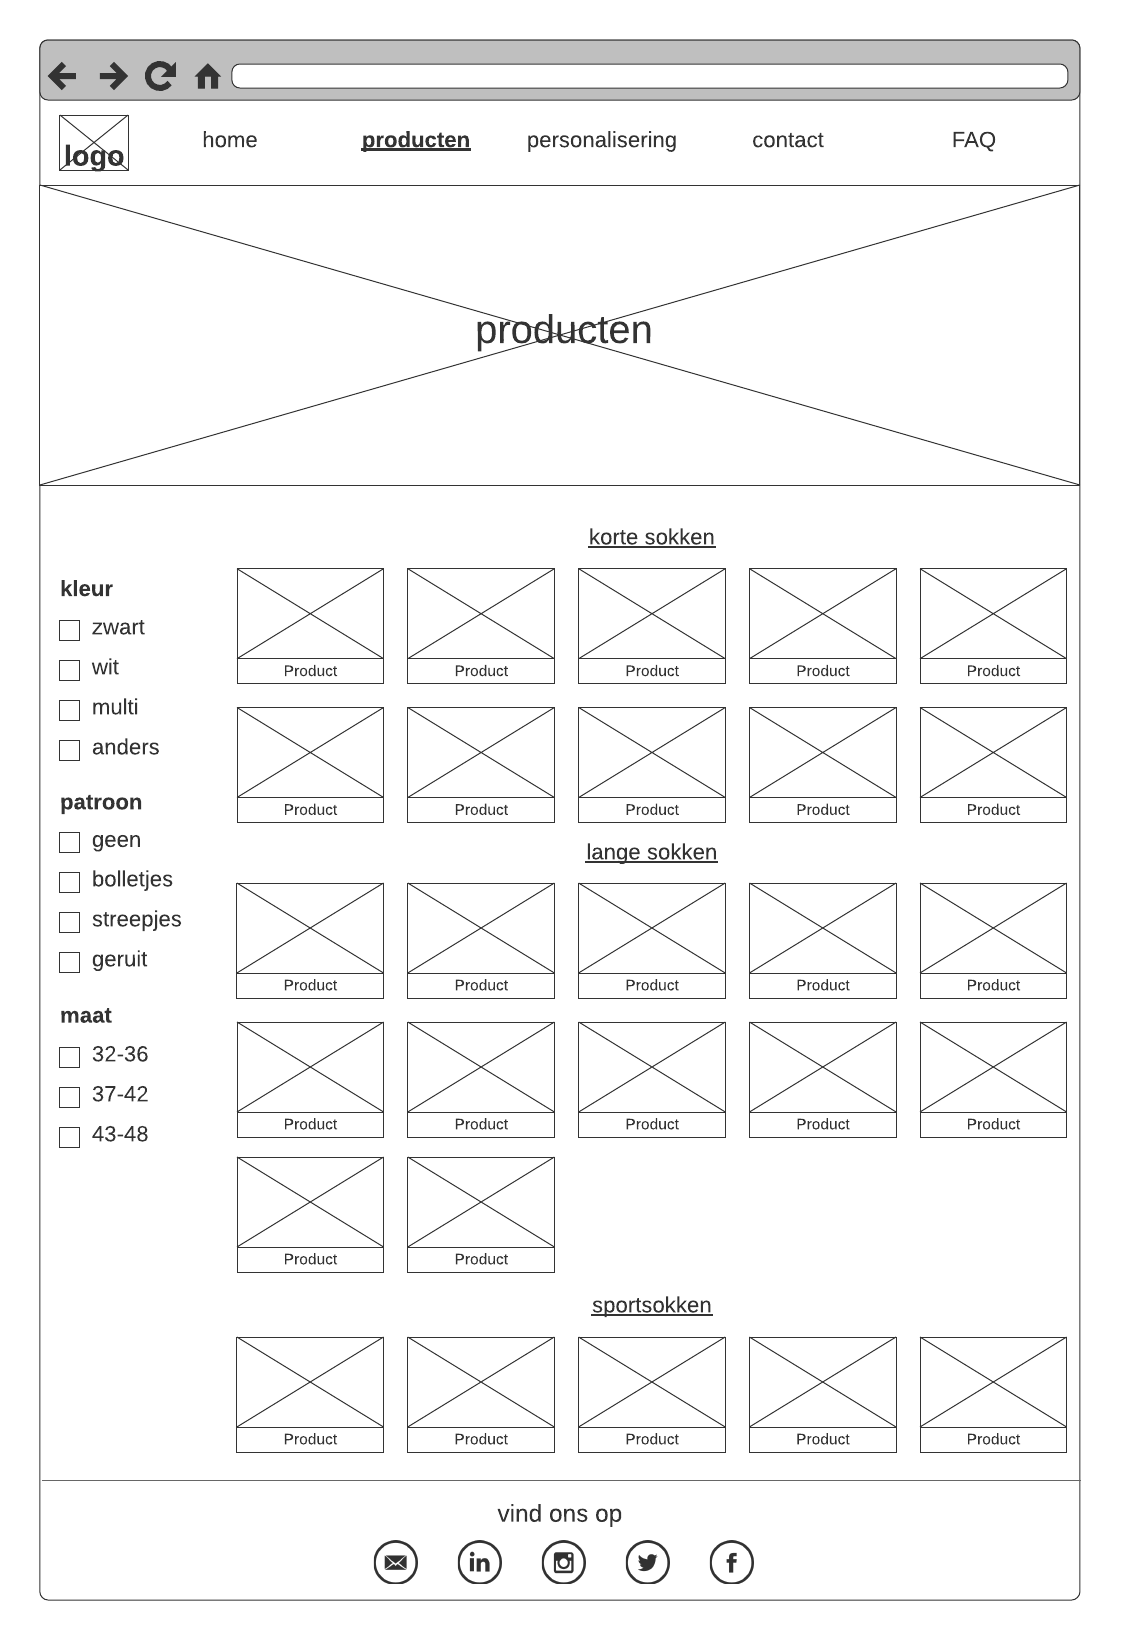 logo
home
producten
personalisering
contact
FAQ
producten
kleur
zwart
wit
multi
anders
patroon
geen
bolletjes
streepjes
geruit
maat
32-36
37-42
43-48
korte sokken
Product Product Product Product Product
Product Product Product Product Product
lange sokken
Product Product Product Product Product
Product Product Product Product Product
Product Product
sportsokken
Product Product Product Product Product
vind ons op